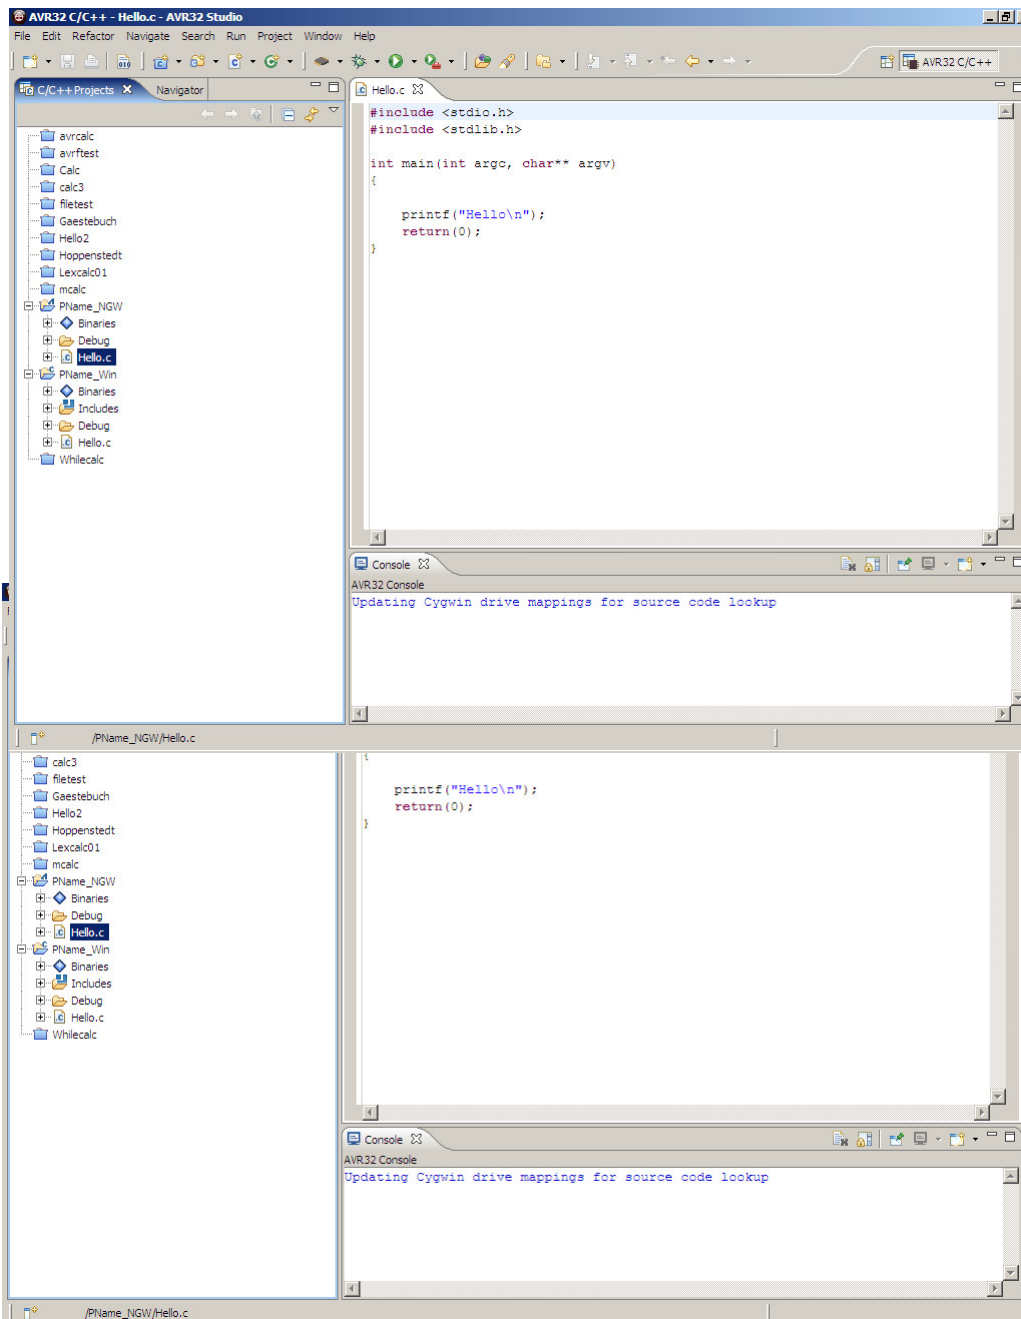 AVR32 C/C++ - Hello.c - AVR32 Studio
File Edit Refactor Navigate Search Run Project Window Help
AVR32 C/C++
C/C++ Projects Navigator
Hello.c
avrcalc
avrftest
Calc
calc3
filetest
Gaestebuch
Hello2
Hoppenstedt
Lexcalc01
mcalc
PName_NGW
Binaries
Debug
Hello.c
PName_Win
Binaries
Includes
Debug
Hello.c
Whilecalc
#include <stdio.h>
#include <stdlib.h>
int main(int argc, char** argv)
{
printf("Hello\n");
return(0);
}
Console
AVR32 Console
Updating Cygwin drive mappings for source code lookup
/PName_NGW/Hello.c
calc3
filetest
Gaestebuch
Hello2
Hoppenstedt
Lexcalc01
mcalc
PName_NGW
Binaries
Debug
Hello.c
PName_Win
Binaries
Includes
Debug
Hello.c
Whilecalc
{
printf("Hello\n");
return(0);
}
Console
AVR32 Console
Updating Cygwin drive mappings for source code lookup
/PName_NGW/Hello.c